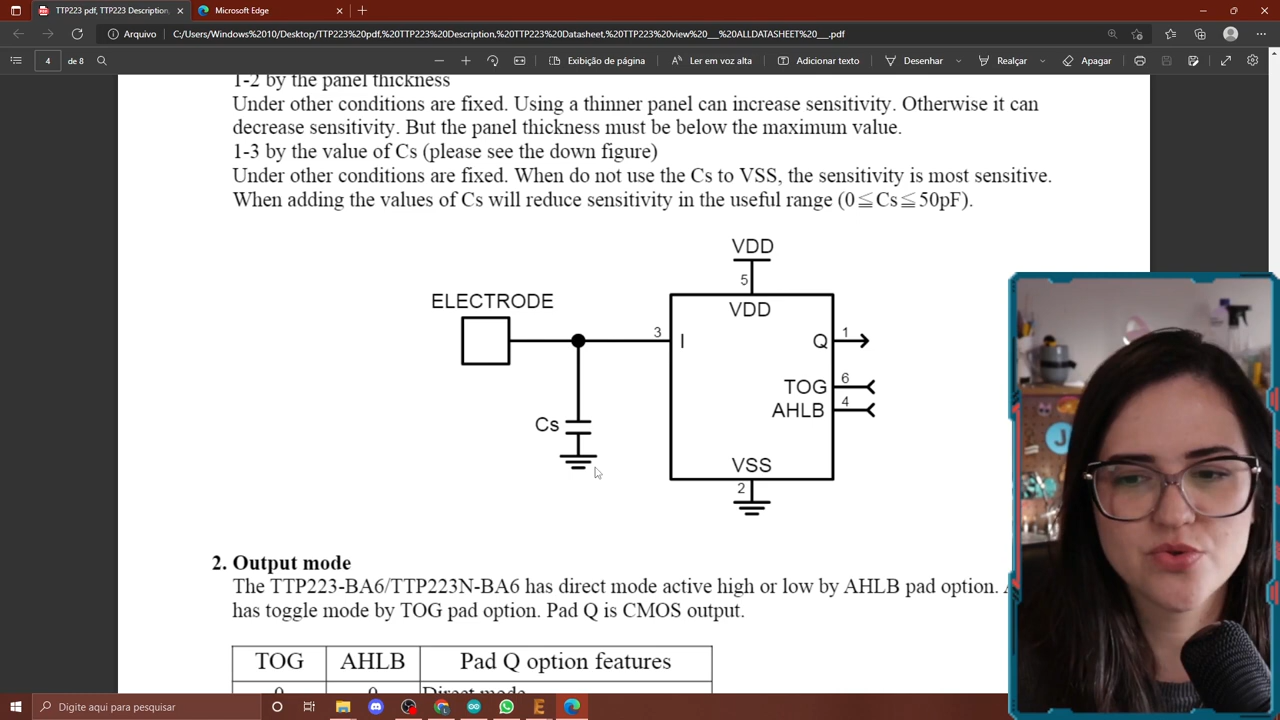 TTP223 pdf, TTP223 Description,
Microsoft Edge
Arquivo
C:/Users/Windows%2010/Desktop/TTP223%20pdf,%20TTP223%20Description,%20TTP223%20Datasheet,%20TTP223%20view%20__%20ALLDATASHEET%20__.pdf
4 de 8
Exibição de página
Ler em voz alta
Adicionar texto
Desenhar
Realçar
Apagar
1-2 by the panel thickness
Under other conditions are fixed. Using a thinner panel can increase sensitivity. Otherwise it can
decrease sensitivity. But the panel thickness must be below the maximum value.
1-3 by the value of Cs (please see the down figure)
Under other conditions are fixed. When do not use the Cs to VSS, the sensitivity is most sensitive.
When adding the values of Cs will reduce sensitivity in the useful range (0≦Cs≦50pF).
VDD
5
ELECTRODE
VDD
3
I
Q
1
TOG
6
AHLB
4
Cs
VSS
2
2. Output mode
The TTP223-BA6/TTP223N-BA6 has direct mode active high or low by AHLB pad option.
has toggle mode by TOG pad option. Pad Q is CMOS output.
TOG AHLB Pad Q option features
0 0 Direct mode
Digite aqui para pesquisar